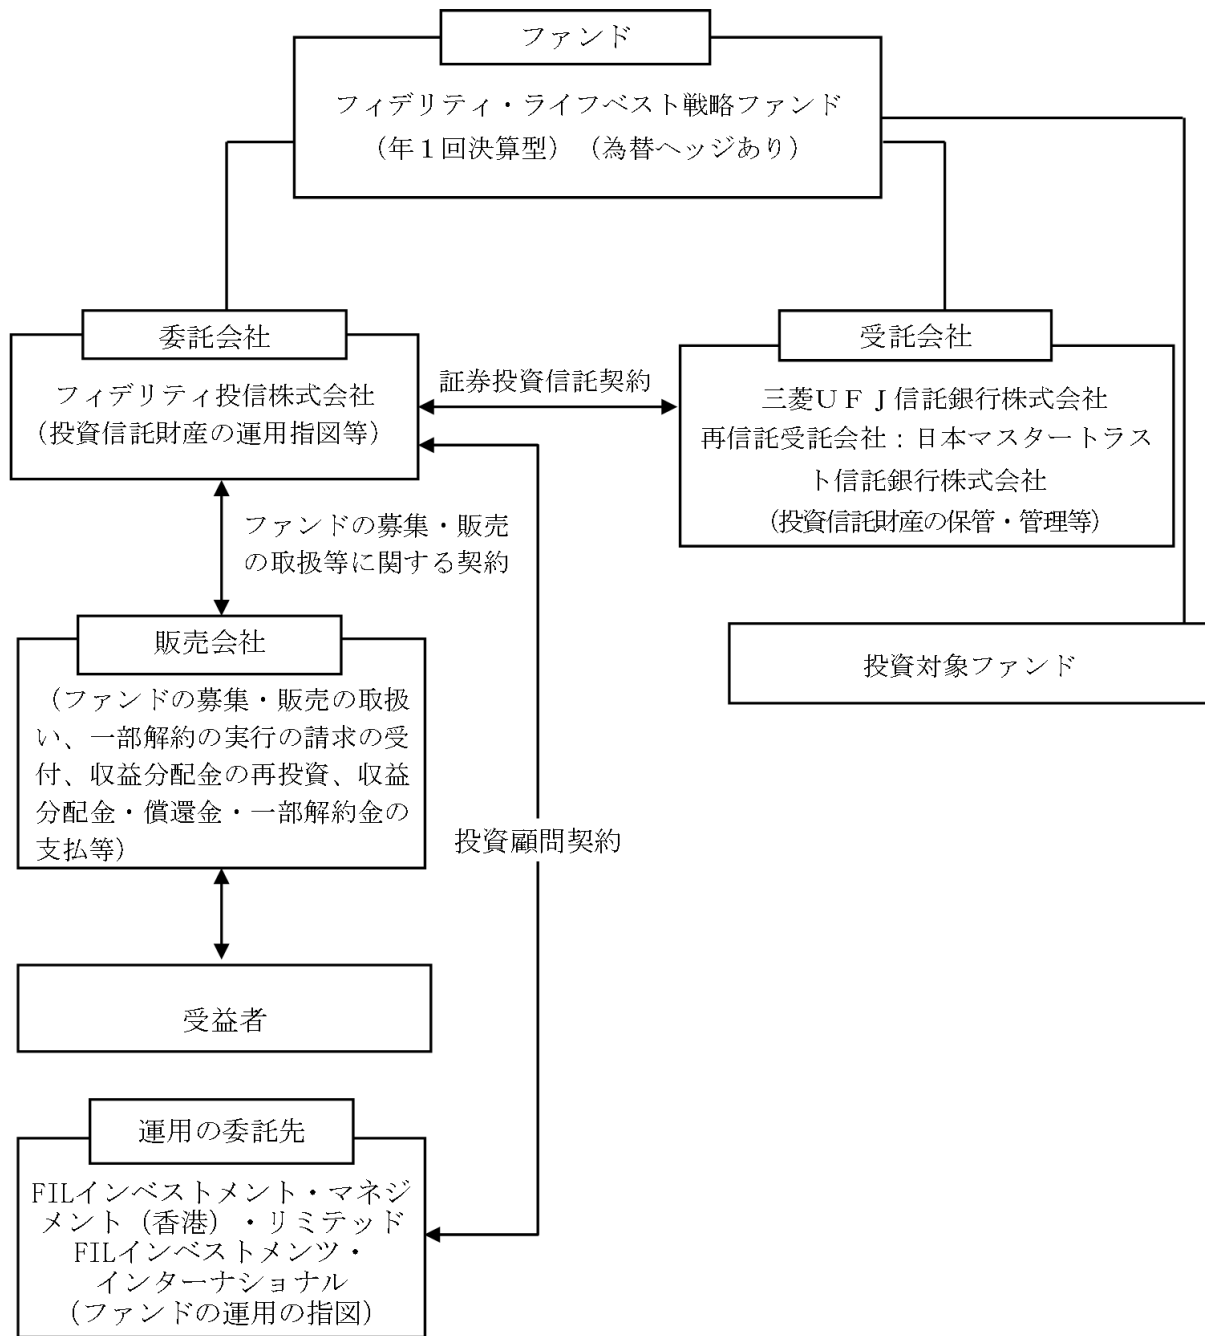 ファンド
フィデリティ・ライフベスト戦略ファンド
（年１回決算型）（為替ヘッジあり）
委託会社
フィデリティ投信株式会社
（投資信託財産の運用指図等）
証券投資信託契約
受託会社
三菱ＵＦＪ信託銀行株式会社
再信託受託会社：日本マスタートラス
ト信託銀行株式会社
（投資信託財産の保管・管理等）
ファンドの募集・販売
の取扱等に関する契約
販売会社
（ファンドの募集・販売の取扱
い、一部解約の実行の請求の受
付、収益分配金の再投資、収益
分配金・償還金・一部解約金の
支払等）
投資対象ファンド
投資顧問契約
受益者
運用の委託先
FILインベストメント・マネジ
メント（香港）・リミテッド
FILインベストメンツ・
インターナショナル
（ファンドの運用の指図）